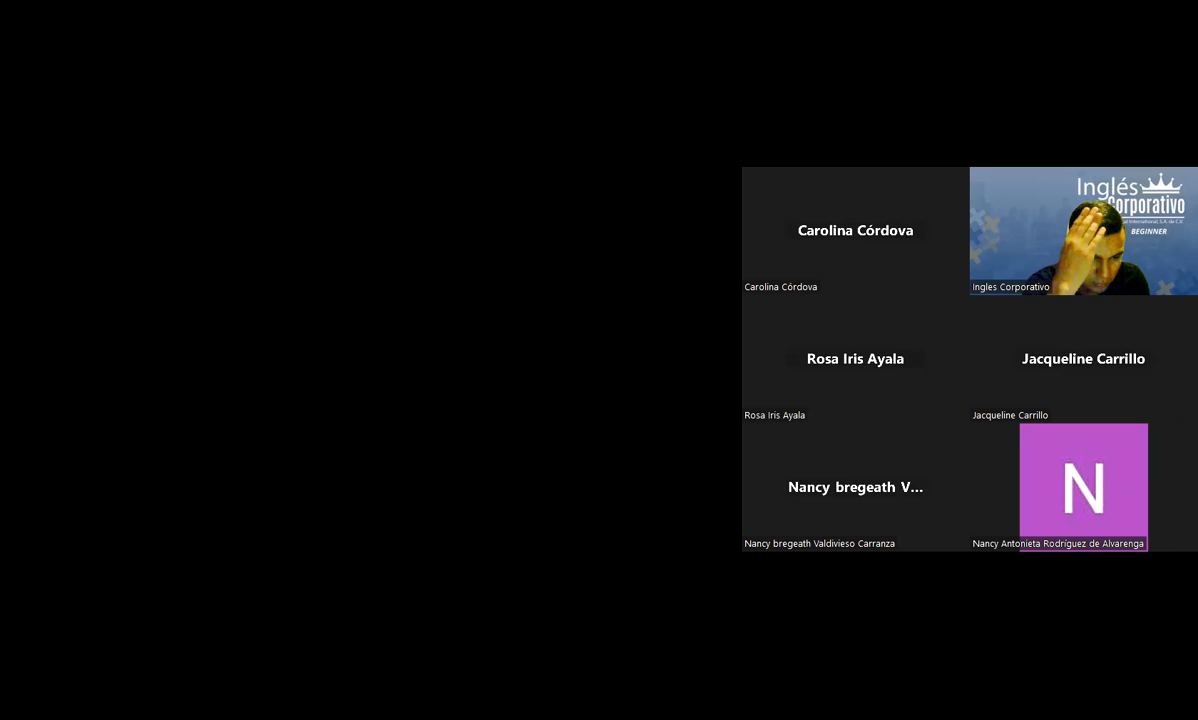 Carolina Córdova
Carolina Córdova
Inglés
Corporativo
BEGINNER
Ingles Corporativo
Rosa Iris Ayala
Rosa Iris Ayala
Jacqueline Carrillo
Jacqueline Carrillo
Nancy bregeath V...
Nancy bregeath Valdivieso Carranza
N
Nancy Antonieta Rodríguez de Alvarenga